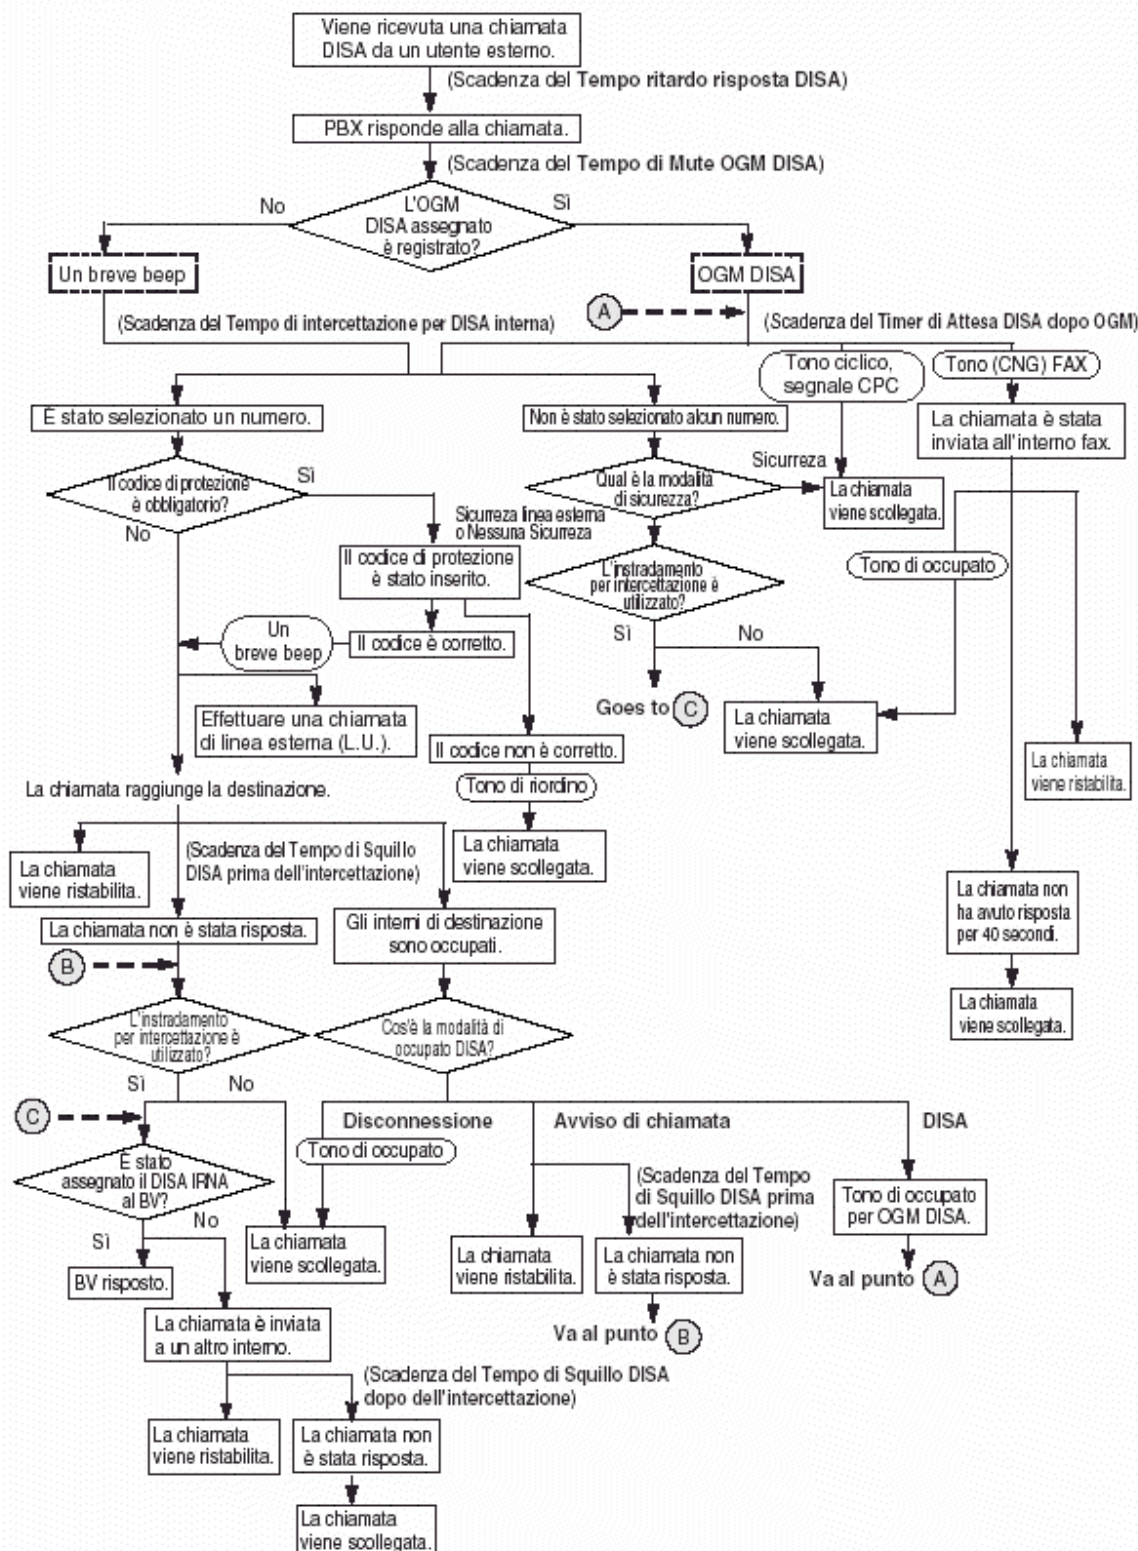 Viene ricevuta una chiamata
DISA da un utente esterno.
(Scadenza del Tempo ritardo risposta DISA)
PBX risponde alla chiamata.
(Scadenza del Tempo di Mute OGM DISA)
No
L'OGM
DISA assegnato
è registrato?
Sì
Un breve beep
OGM DISA
A
(Scadenza del Tempo di intercettazione per DISA interna)
(Scadenza del Timer di Attesa DISA dopo OGM)
Tono ciclico,
segnale CPC
Tono (CNG) FAX
È stato selezionato un numero.
Non è stato selezionato alcun numero.
La chiamata è stata
inviata all'interno fax.
Il codice di protezione
è obbligatorio?
Sì
No
Qual è la modalità
di sicurezza?
Sicurreza
La chiamata
viene scollegata.
Sicurreza linea esterna
o Nessuna Sicurreza
Il codice di protezione
è stato inserito.
L'instradamento
per intercettazione è
utilizzato?
Tono di occupato
Un
breve beep
Il codice è corretto.
Sì
No
Goes to C
La chiamata
viene scollegata.
Effettuare una chiamata
di linea esterna (L.U.).
Il codice non è corretto.
La chiamata
viene ristabilita.
La chiamata raggiunge la destinazione.
Tono di riordino
La chiamata
viene scollegata.
La chiamata
viene ristabilita.
(Scadenza del Tempo di Squillo
DISA prima dell'intercettazione)
La chiamata non è stata risposta.
Gli interni di destinazione
sono occupati.
La chiamata non
ha avuto risposta
per 40 secondi.
B
La chiamata
viene scollegata.
L'instradamento
per intercettazione è
utilizzato?
Cos'è la modalità di
occupato DISA?
Sì
No
C
Disconnessione
Avviso di chiamata
DISA
Tono di occupato
È stato
assegnato il DISA IRNA
al BV?
(Scadenza del Tempo
di Squillo DISA prima
dell'intercettazione)
Tono di occupato
per OGM DISA.
Sì
No
La chiamata
viene scollegata.
La chiamata
viene ristabilita.
La chiamata non
è stata risposta.
BV risposto.
Va al punto A
La chiamata è inviata
a un altro interno.
Va al punto B
(Scadenza del Tempo di Squillo DISA
dopo dell'intercettazione)
La chiamata
viene ristabilita.
La chiamata non
è stata risposta.
La chiamata
viene scollegata.